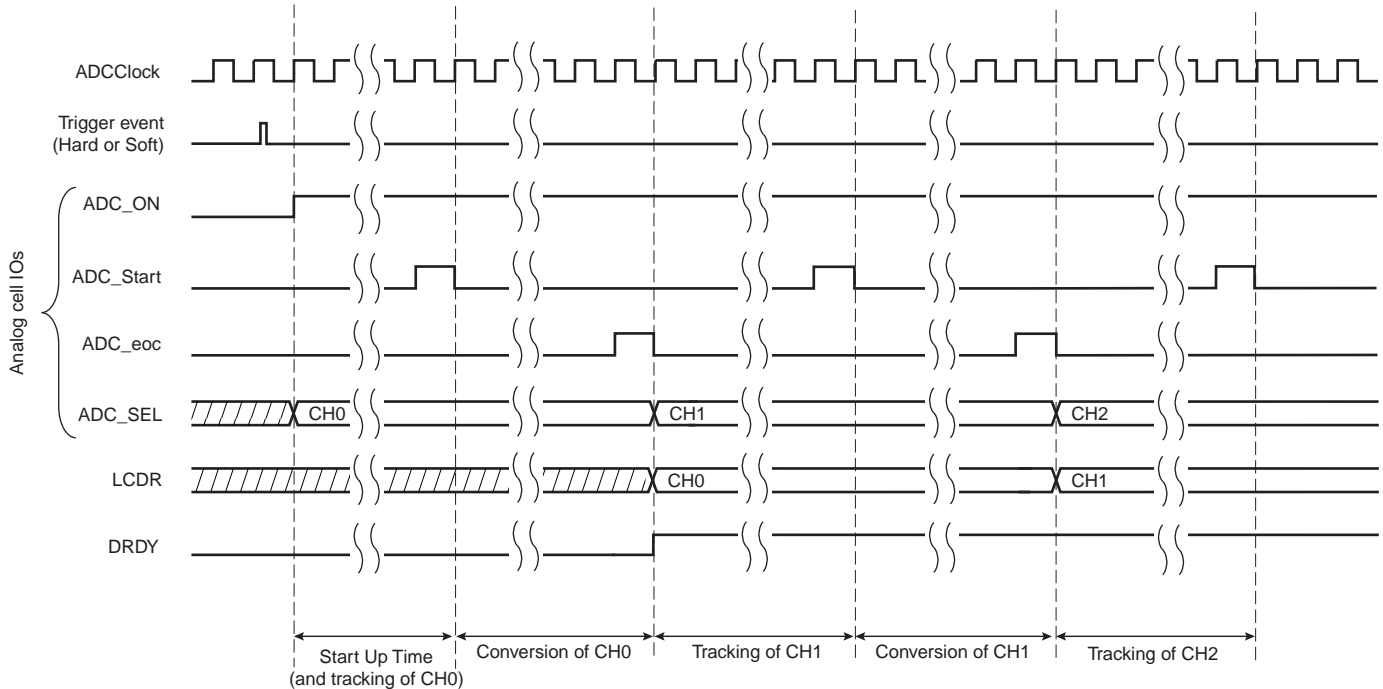 ADCClock
Trigger event
(Hard or Soft)
Analog cell IOs
ADC_ON
ADC_Start
ADC_eoc
ADC_SEL
CH0
CH1
CH2
LCDR
CH0
CH1
DRDY
Start Up Time
(and tracking of CH0)
Conversion of CH0
Tracking of CH1
Conversion of CH1
Tracking of CH2